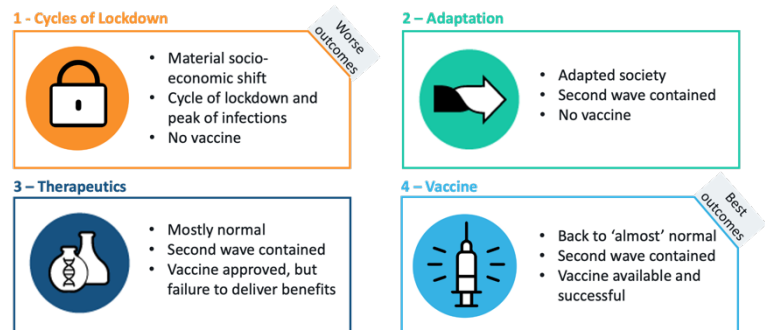 1 - Cycles of Lockdown
Worse
outcomes
• Material socio-
economic shift
• Cycle of lockdown and
peak of infections
• No vaccine
2 – Adaptation
• Adapted society
• Second wave contained
• No vaccine
3 – Therapeutics
• Mostly normal
• Second wave contained
• Vaccine approved, but
failure to deliver benefits
4 – Vaccine
Best
outcomes
• Back to ‘almost’ normal
• Second wave contained
• Vaccine available and
successful